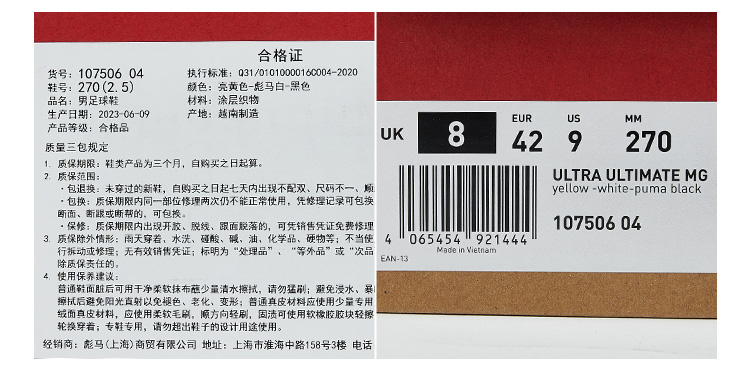 合格证
货号: 107506 04
执行标准: Q31/0101000016C004-2020
鞋号: 270(2.5)
颜色: 亮黄色-彪马白-黑色
品名: 男足球鞋
材料: 涂层织物
生产日期: 2023-06-09
产地: 越南制造
产品等级: 合格品
质量三包规定
1. 质保期限: 鞋类产品为三个月，自购买之日起算。
2. 质保范围:
·包退换: 未穿过的新鞋，自购买之日起七天内出现不配双、尺码不一、顺
·包换: 质保期限内同一部位修理两次仍不能正常使用，凭修理记录可包换
断面、断跟或断帮的，可包换。
·保修: 质保期限内出现开胶、脱线、跟面脱落的，可凭销售凭证免费修理
3. 质保除外情形: 雨天穿着、水洗、碰酸、碱、油、化学品、硬物等; 不当使
行拆动或修理; 无有效销售凭证; 标明为“处理品”、“等外品”或“次品
除质保责任的。
4. 使用保养建议:
普通鞋面脏后可用干净柔软抹布蘸少量清水擦拭，请勿猛刷; 避免浸水、暴
擦拭后避免阳光直射以免褪色、老化、变形; 普通真皮材料应使用少量专用
绒面真皮材料，应使用柔软毛刷，顺方向轻刷，固渍可使用软橡胶胶块轻擦
轮换穿着; 专鞋专用，请勿超出鞋子的设计用途使用。
经销商: 彪马(上海)商贸有限公司 地址: 上海市淮海中路158号3楼 电话
UK 8 EUR 42 US 9 MM 270
ULTRA ULTIMATE MG
yellow -white-puma black
107506 04
4 065454 921444
Made in Vietnam
EAN-13